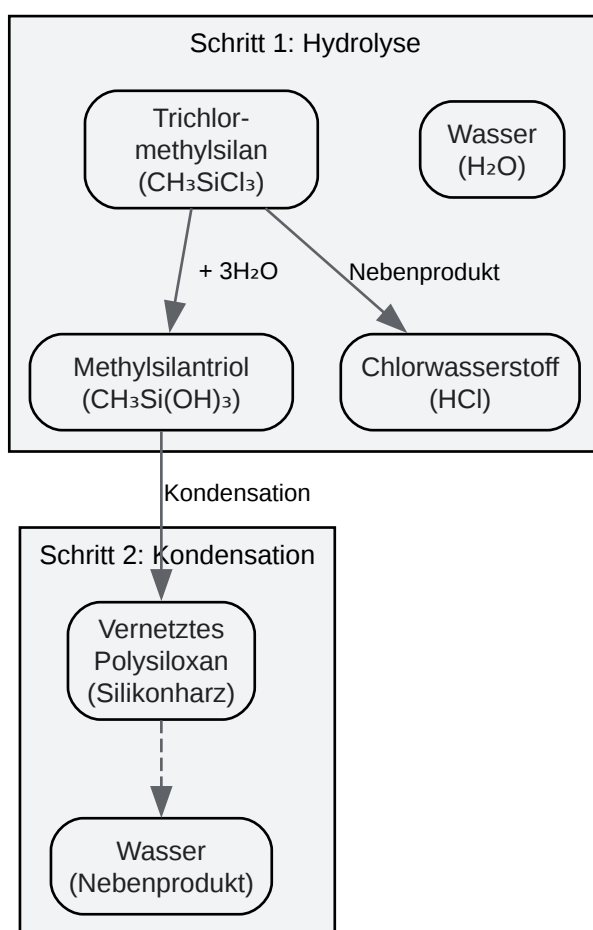 Schritt 1: Hydrolyse
Trichlor-
methylsilan
(CH₃SiCl₃)
Wasser
(H₂O)
+ 3H₂O
Nebenprodukt
Methylsilantriol
(CH₃Si(OH)₃)
Chlorwasserstoff
(HCl)
Kondensation
Schritt 2: Kondensation
Vernetztes
Polysiloxan
(Silikonharz)
Wasser
(Nebenprodukt)